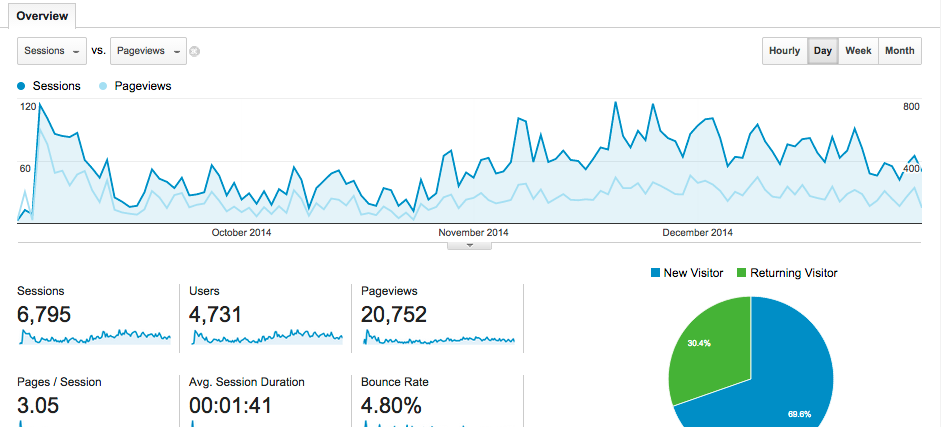 Overview
Sessions vs. Pageviews
Hourly Day Week Month
Sessions Pageviews
120 800
60 400
October 2014 November 2014 December 2014
New Visitor Returning Visitor
Sessions Users Pageviews
6,795 4,731 20,752
30.4%
Pages / Session Avg. Session Duration Bounce Rate
3.05 00:01:41 4.80%
69.6%